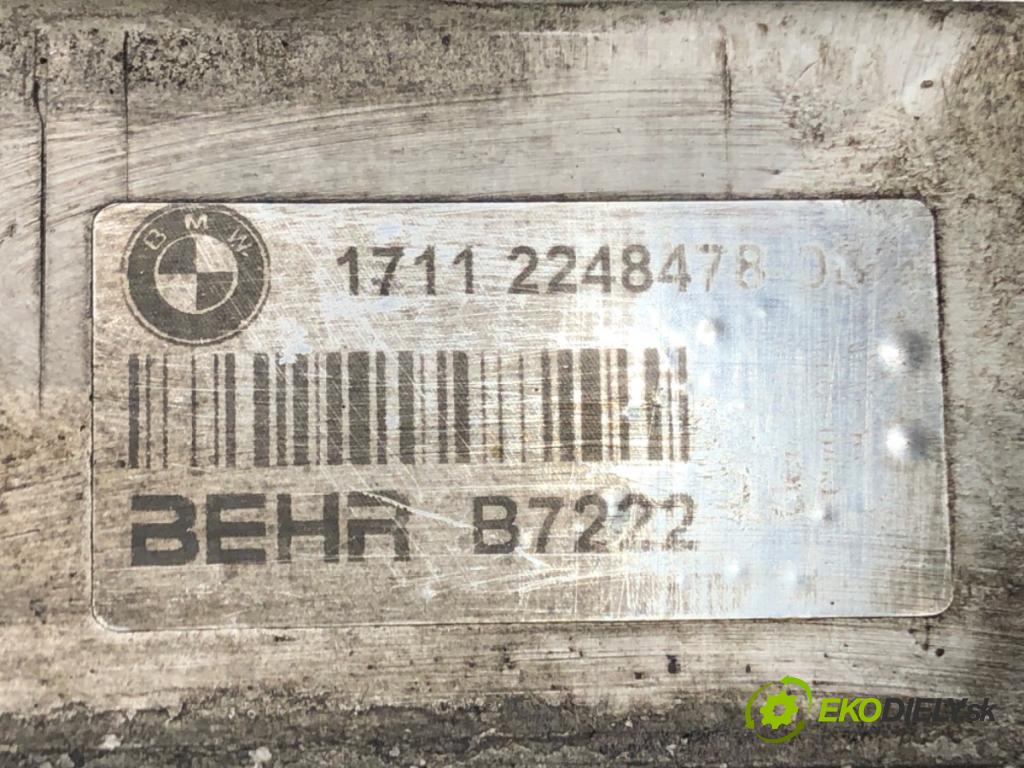 BMW
1711 2248478
BEHR B7222
EKODIELY.sk